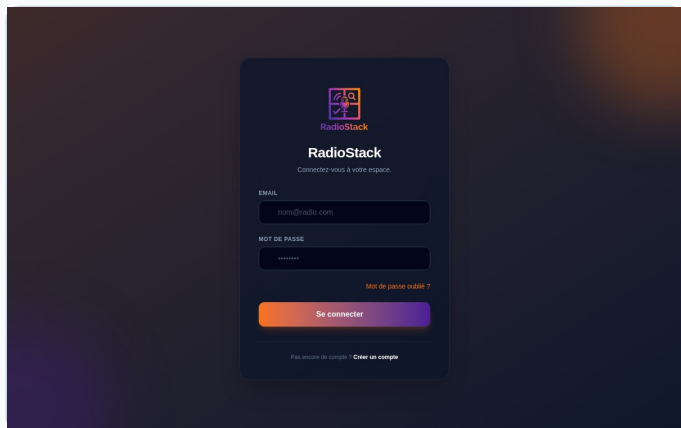 RadioStack
RadioStack
Connectez-vous à votre espace.
EMAIL
nom@radio.com
MOT DE PASSE
••••••••
Mot de passe oublié ?
Se connecter
Pas encore de compte ? Créer un compte